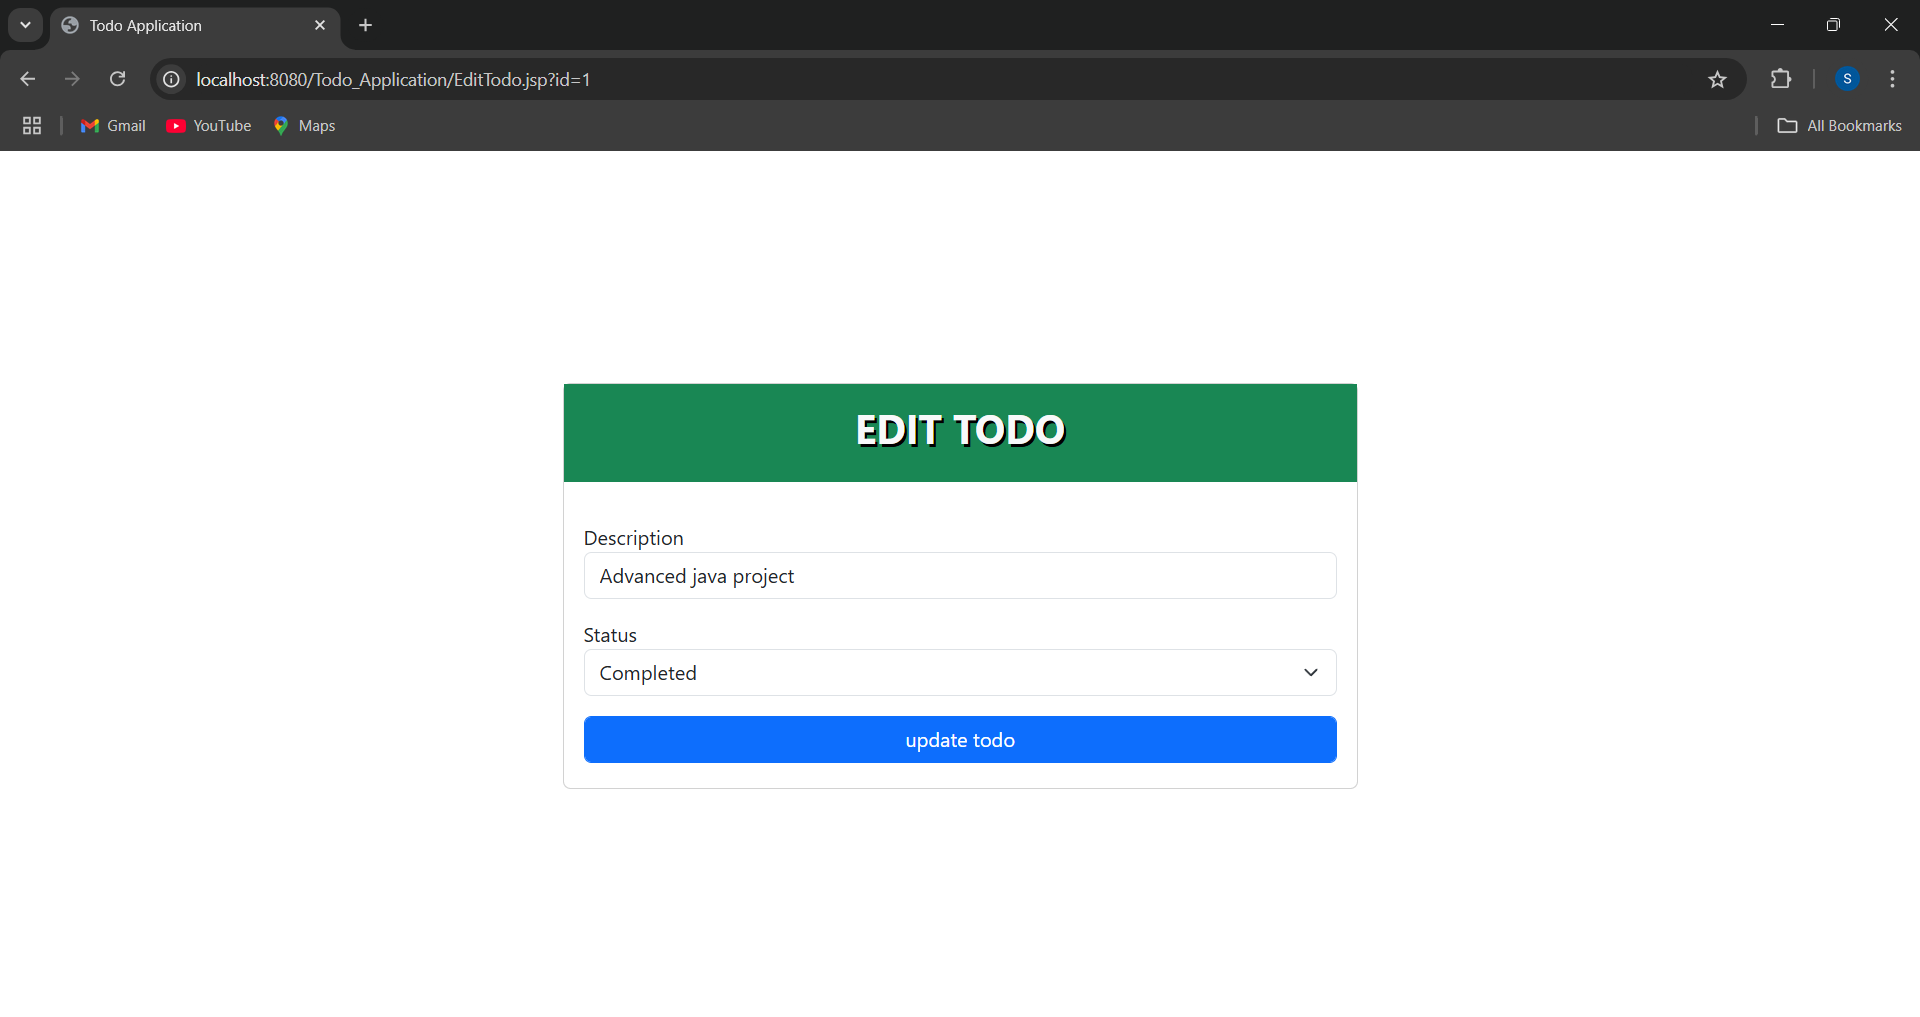 Todo Application
localhost:8080/Todo_Application/EditTodo.jsp?id=1
S
Gmail
YouTube
Maps
All Bookmarks
EDIT TODO
Description
Advanced java project
Status
Completed
update todo